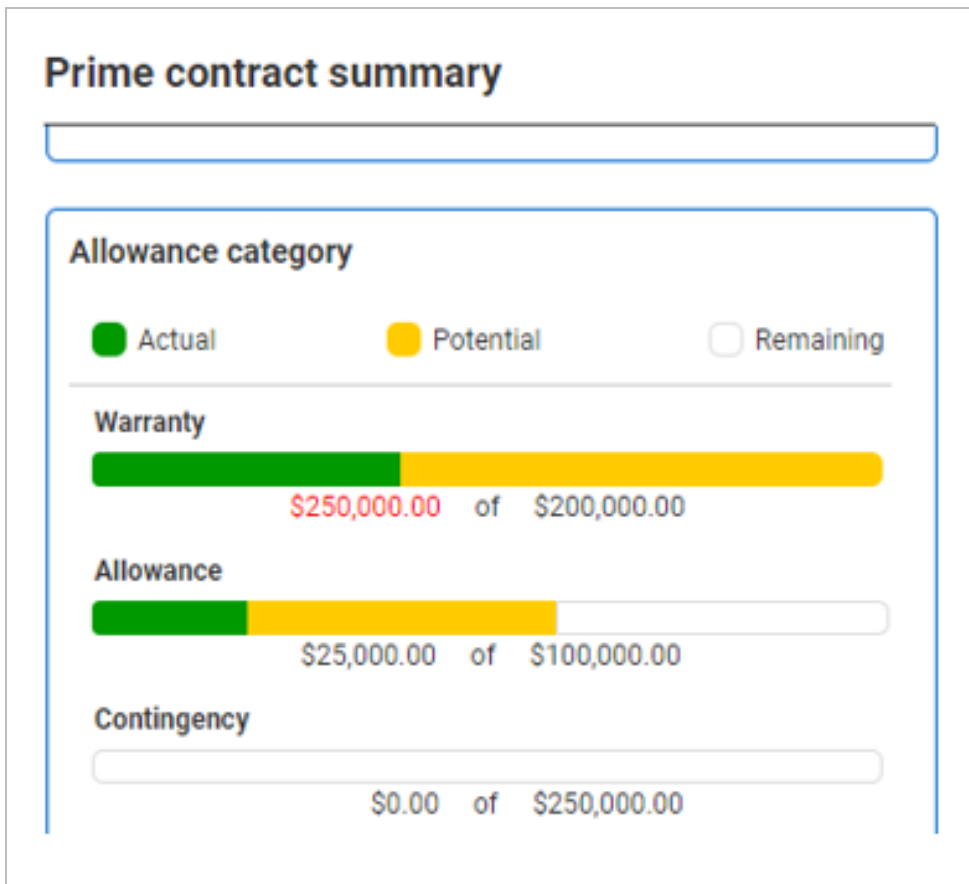 Prime contract summary
Allowance category
Actual Potential Remaining
Warranty
$250,000.00 of $200,000.00
Allowance
$25,000.00 of $100,000.00
Contingency
$0.00 of $250,000.00